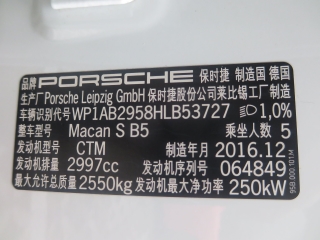 品牌 PORSCHE 保时捷 制造国 德国
生产厂 Porsche Leipzig GmbH 保时捷股份公司莱比锡工厂制造
车辆识别代号 WP1AB2958HLB53727 1,0%
整车型号 Macan S B5 乘坐人数 5
发动机型号 CTM 制造年月 2016.12
发动机排量 2997cc 发动机序列号 064849
最大允许总质量 2550kg 发动机最大净功率 250kW
95B.000.101.M